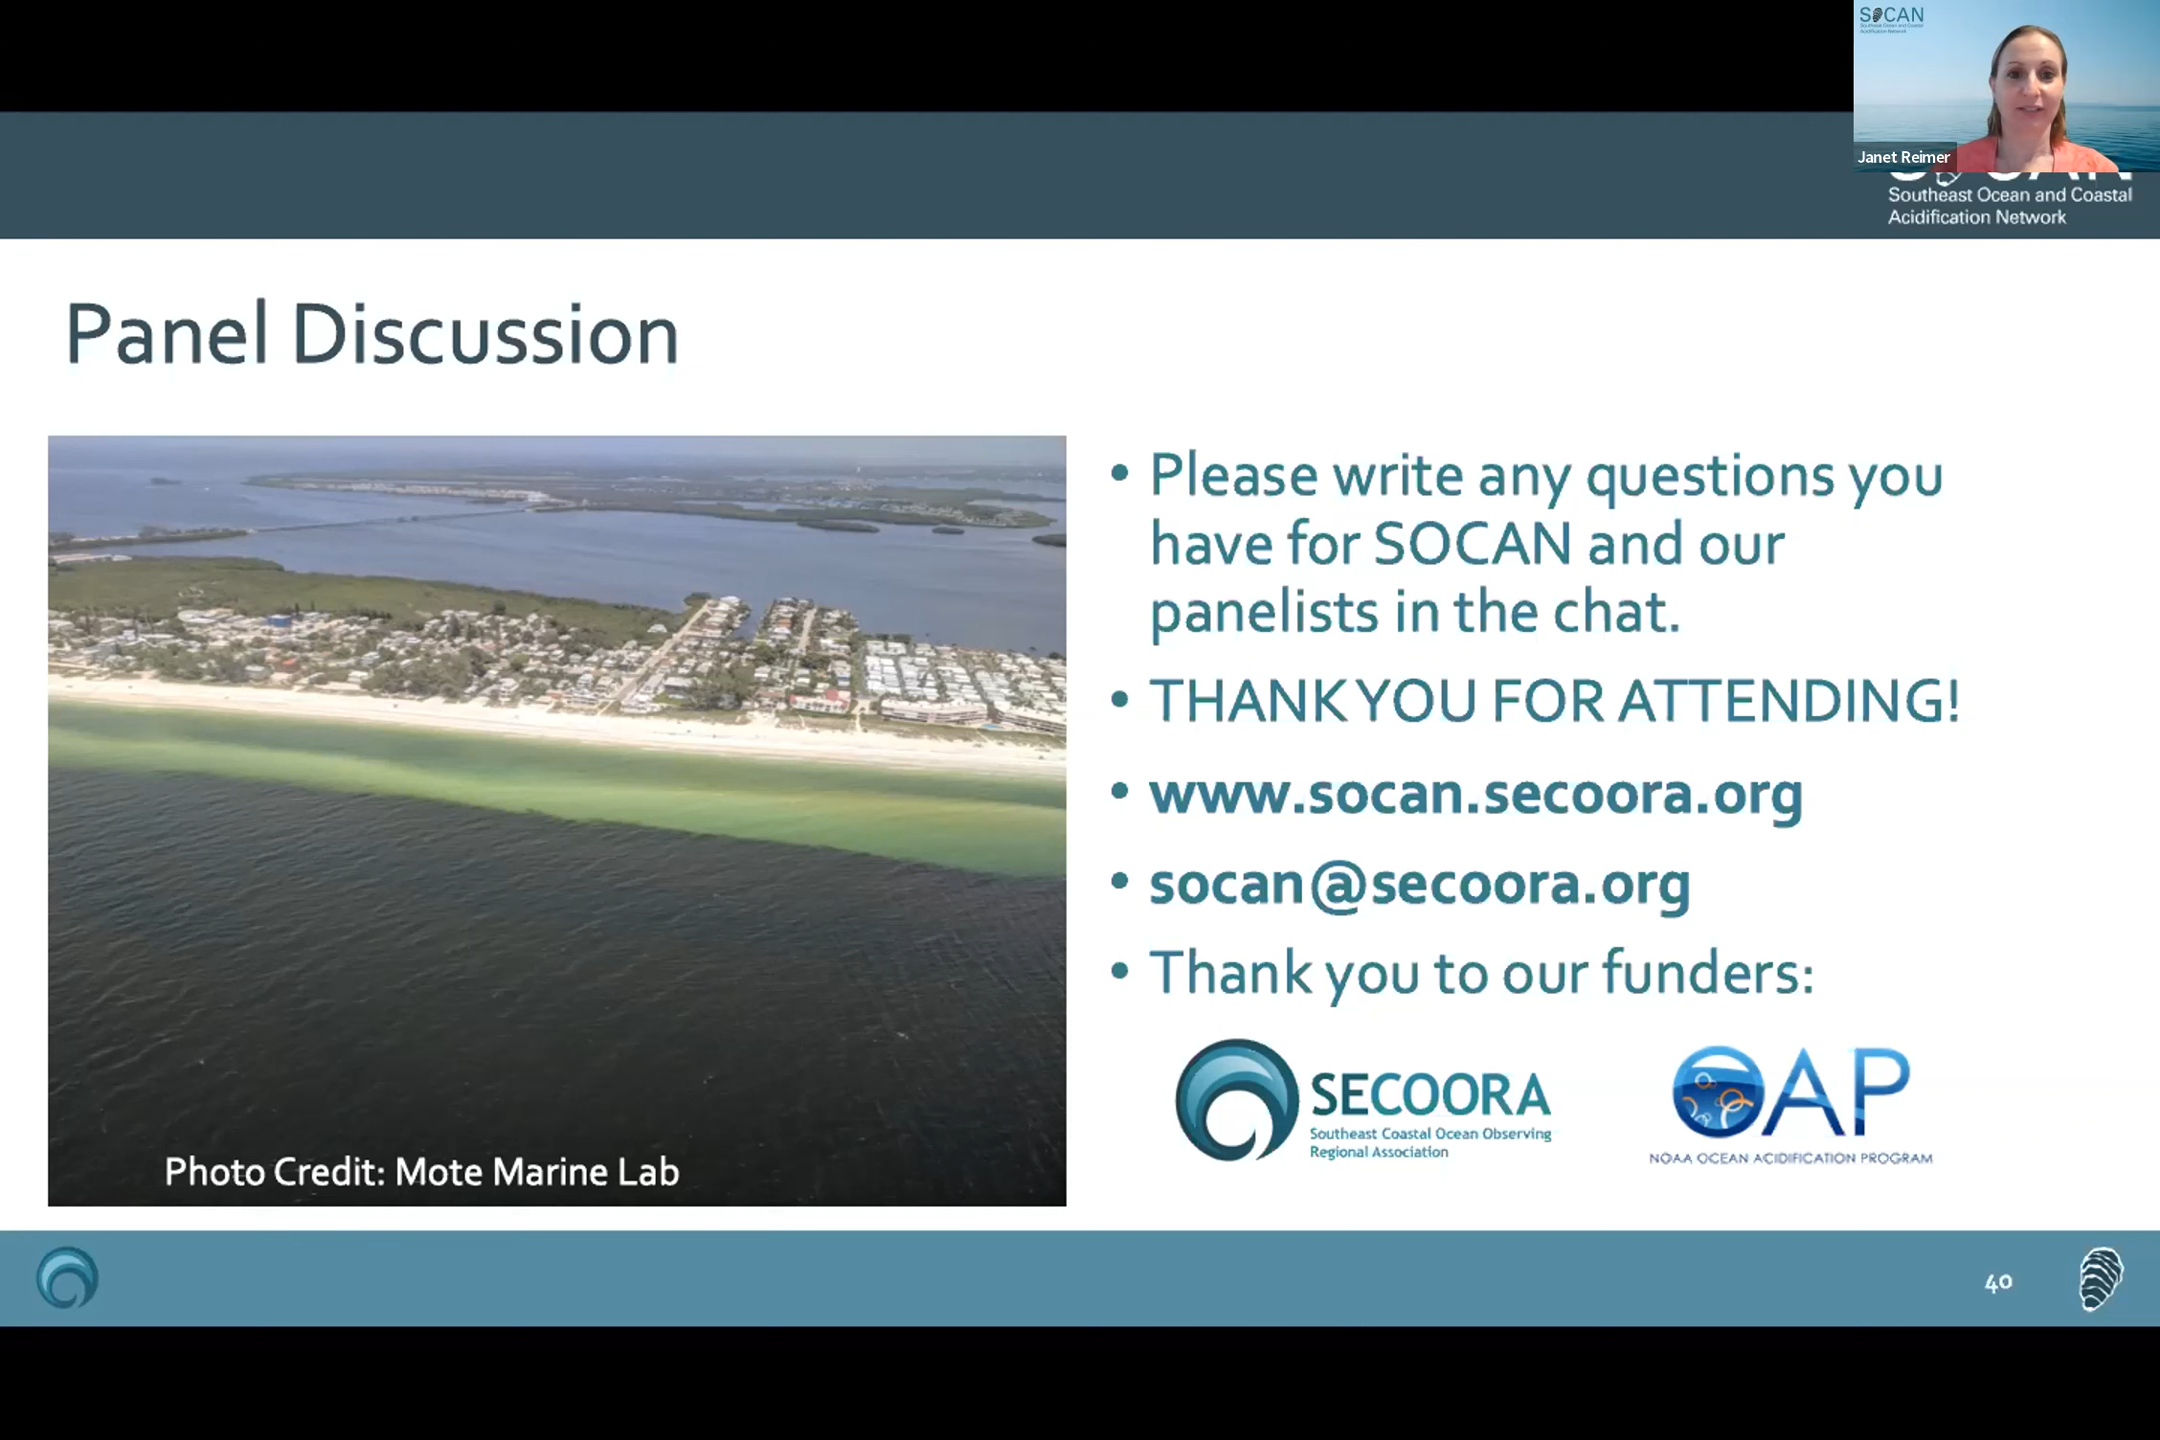 SOCAN
Janet Reimer
Southeast Ocean and Coastal
Acidification Network
Panel Discussion
• Please write any questions you
have for SOCAN and our
panelists in the chat.
• THANK YOU FOR ATTENDING!
• www.socan.secoora.org
• socan@secoora.org
• Thank you to our funders:
SECOORA
Southeast Coastal Ocean Observing
Regional Association
OAP
NOAA OCEAN ACIDIFICATION PROGRAM
Photo Credit: Mote Marine Lab
40